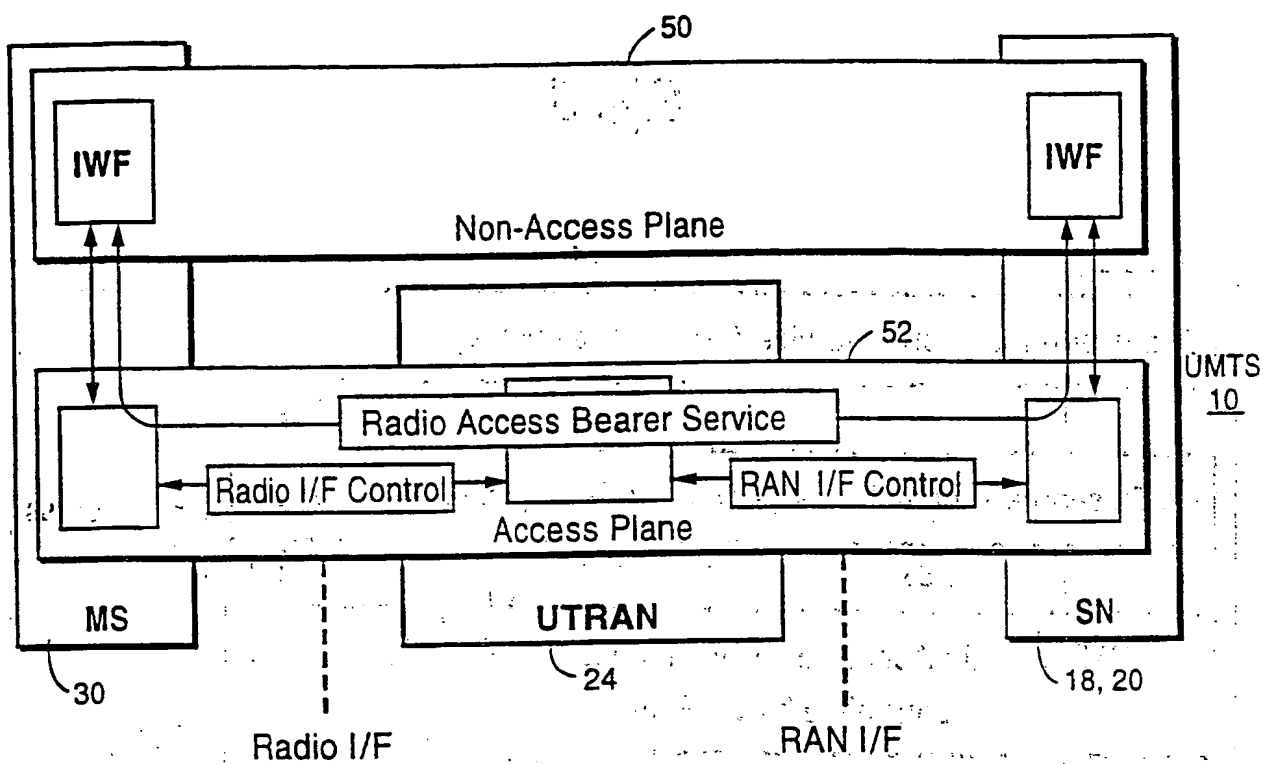 50
IWF
IWF
Non-Access Plane
52
UMTS
10
Radio Access Bearer Service
Radio I/F Control
RAN I/F Control
Access Plane
MS
UTRAN
SN
30
24
18, 20
Radio I/F
RAN I/F